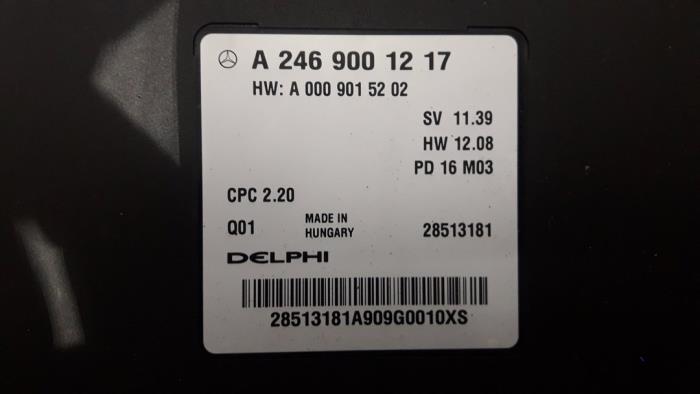 A 246 900 12 17
HW: A 000 901 52 02
SV 11.39
HW 12.08
PD 16 M03
CPC 2.20
Q01
MADE IN
HUNGARY
28513181
DELPHI
28513181A909G0010XS